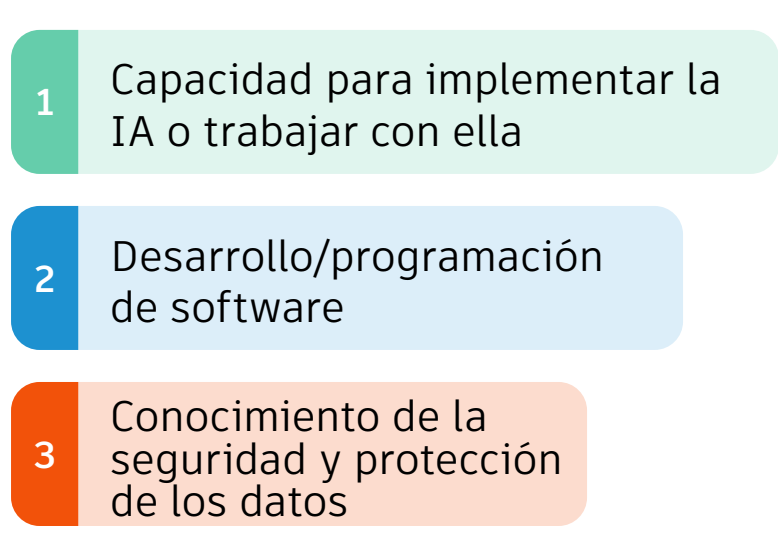 1
Capacidad para implementar la
IA o trabajar con ella
2
Desarrollo/programación
de software
3
Conocimiento de la
seguridad y protección
de los datos